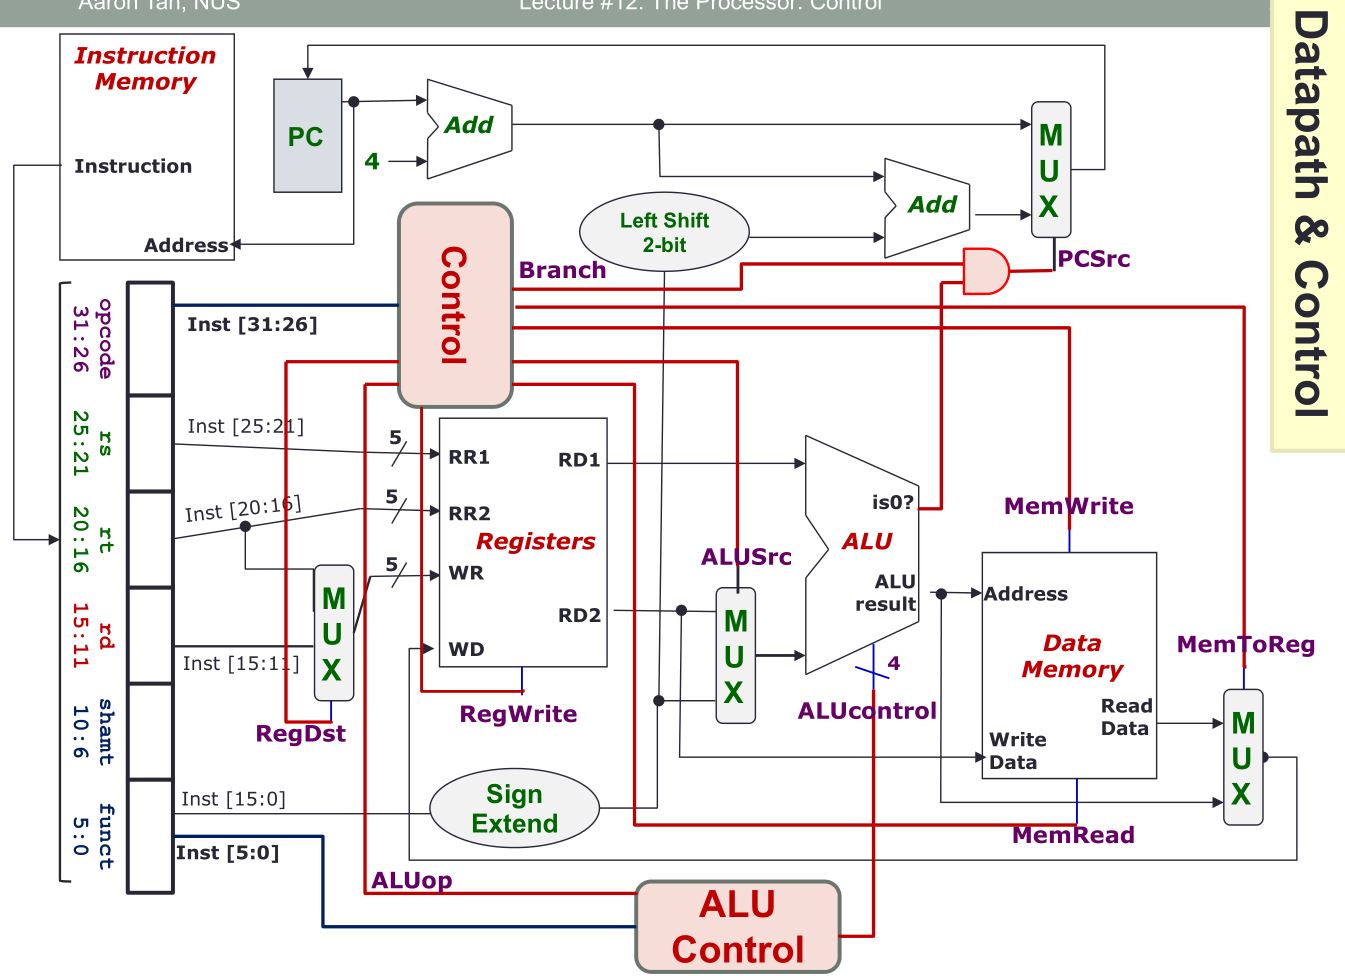 Aaron Tan, NUS
Lecture #12: The Processor: Control
Datapath & Control
Instruction
Memory
Instruction
Address
PC
4
Add
Left Shift
2-bit
Add
M
U
X
PCSrc
Control
Branch
opcode
31:26
Inst [31:26]
rs
25:21
Inst [25:21]
5
rt
20:16
Inst [20:16]
5
rd
15:11
Inst [15:11]
5
shamt
10:6
funct
5:0
Inst [15:0]
Inst [5:0]
M
U
X
RegDst
RR1
RR2
WR
WD
Registers
RD1
RD2
RegWrite
Sign
Extend
ALUSrc
M
U
X
is0?
ALU
ALU
result
4
ALUcontrol
MemWrite
Address
Data
Memory
Read
Data
Write
Data
MemRead
MemToReg
M
U
X
ALUop
ALU
Control